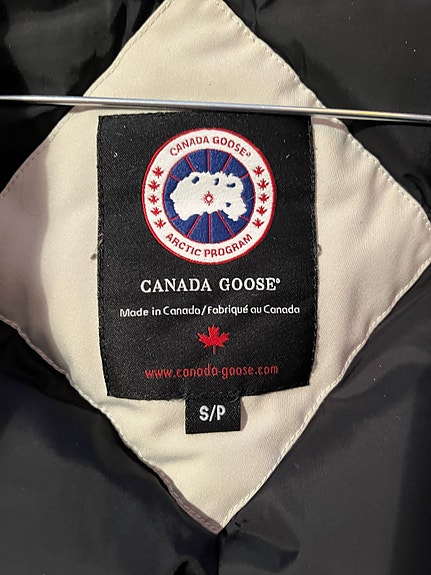 CANADA GOOSE®
ARCTIC PROGRAM
CANADA GOOSE®
Made in Canada/Fabriqué au Canada
www.canada-goose.com
S/P